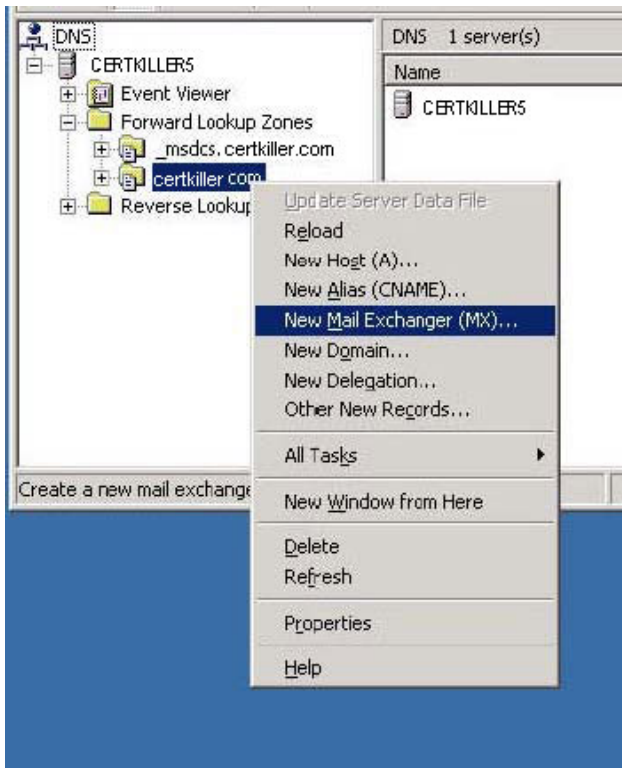 DNS
CERTKILLER5
Event Viewer
Forward Lookup Zones
_msdcs.certkiller.com
certkiller com
Reverse Lookup
DNS 1 server(s)
Name
CERTKILLER5
Update Server Data File
Reload
New Host (A)...
New Alias (CNAME)...
New Mail Exchanger (MX)...
New Domain...
New Delegation...
Other New Records...
All Tasks
New Window from Here
Delete
Refresh
Properties
Help
Create a new mail exchange